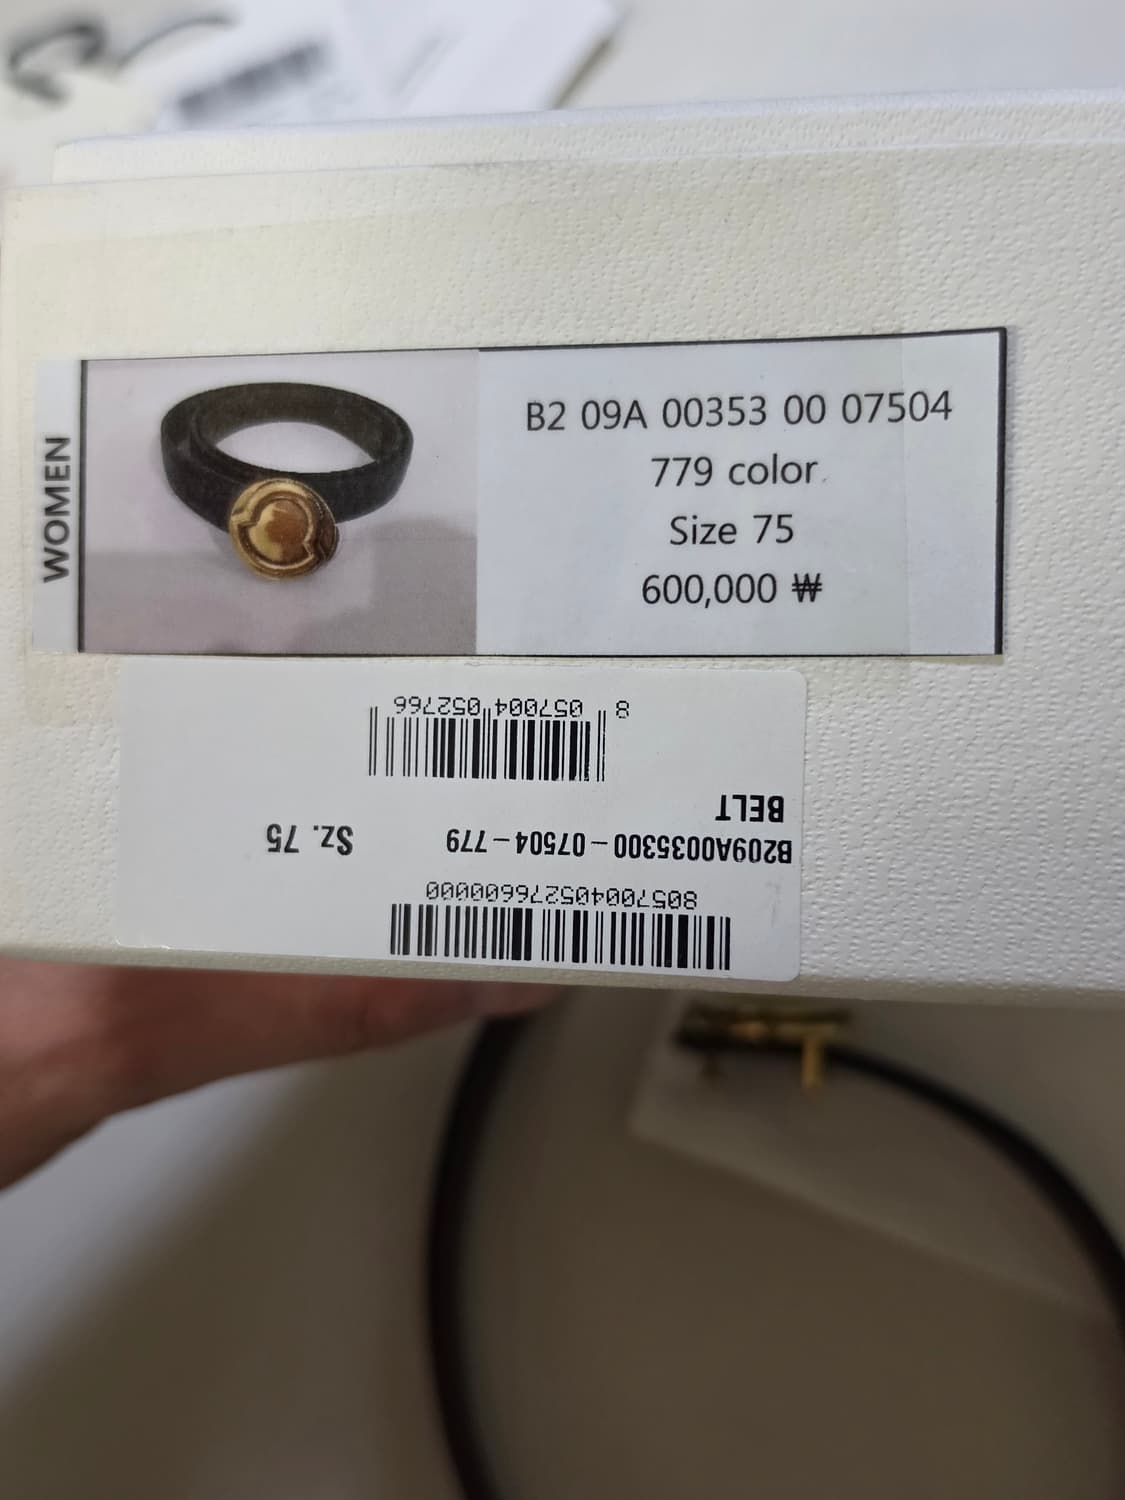 WOMEN
B2 09A 00353 00 07504
779 color
Size 75
600,000 ₩
8057004052766000000
B209A0035300-07504-779 Sz. 75
BELT
8 057004 052766